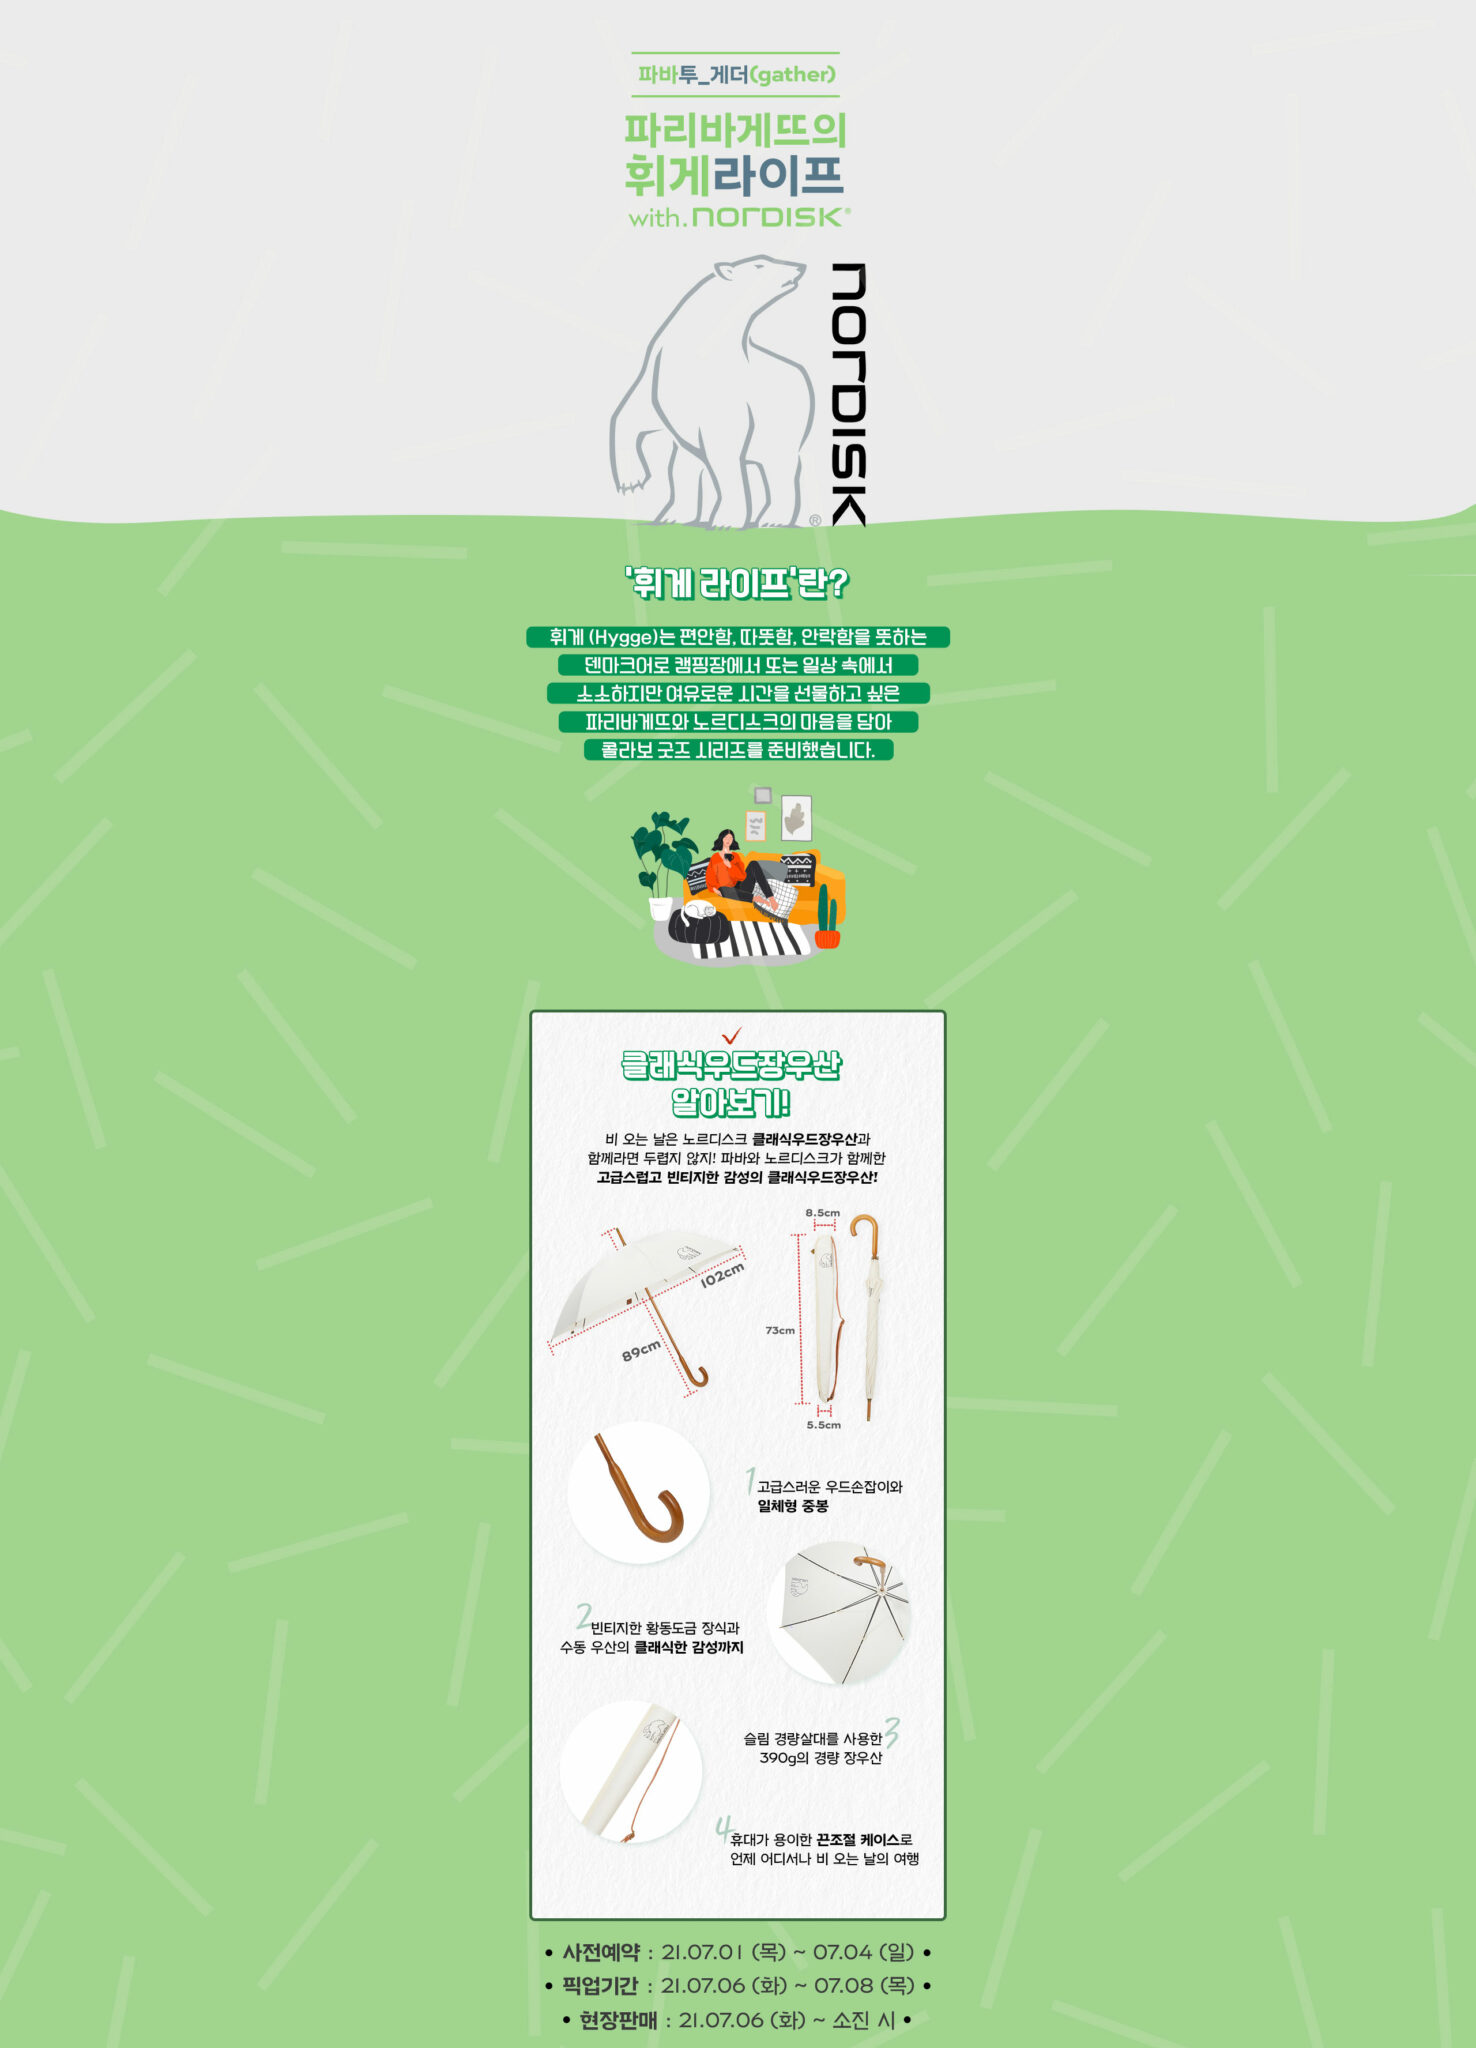 파바투_게더(gather)
파리바게뜨의
휘게라이프
with. NORDISK®
NORDISK
®
'휘게 라이프'란?
휘게 (Hygge)는 편안함, 따뜻함, 안락함을 뜻하는
덴마크어로 캠핑장에서 또는 일상 속에서
소소하지만 여유로운 시간을 선물하고 싶은
파리바게뜨와 노르디스크의 마음을 담아
콜라보 굿즈 시리즈를 준비했습니다.
클래식우드장우산
알아보기!
비 오는 날은 노르디스크 클래식우드장우산과
함께라면 두렵지 않지! 파바와 노르디스크가 함께한
고급스럽고 빈티지한 감성의 클래식우드장우산!
102cm
89cm
8.5cm
73cm
5.5cm
1 고급스러운 우드손잡이와
일체형 중봉
2 빈티지한 황동도금 장식과
수동 우산의 클래식한 감성까지
슬림 경량살대를 사용한 3
390g의 경량 장우산
4 휴대가 용이한 끈조절 케이스로
언제 어디서나 비 오는 날의 여행
• 사전예약 : 21.07.01 (목) ~ 07.04 (일) •
• 픽업기간 : 21.07.06 (화) ~ 07.08 (목) •
• 현장판매 : 21.07.06 (화) ~ 소진 시 •